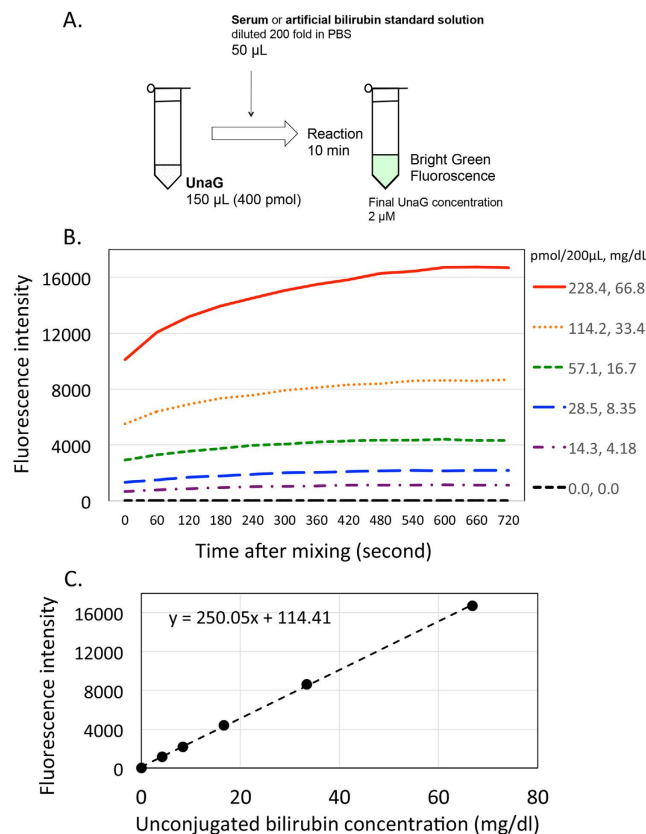 A.
Serum or artificial bilirubin standard solution
diluted 200 fold in PBS
50 µL
Reaction
10 min
UnaG
150 µL (400 pmol)
Bright Green
Fluoroscence
Final UnaG concentration
2 µM
B.
pmol/200µL, mg/dL
Fluorescence intensity
16000
12000
8000
4000
0
228.4, 66.8
114.2, 33.4
57.1, 16.7
28.5, 8.35
14.3, 4.18
0.0, 0.0
0 60 120 180 240 300 360 420 480 540 600 660 720
Time after mixing (second)
C.
Fluorescence intensity
y = 250.05x + 114.41
16000
12000
8000
4000
0
0 20 40 60 80
Unconjugated bilirubin concentration (mg/dl)